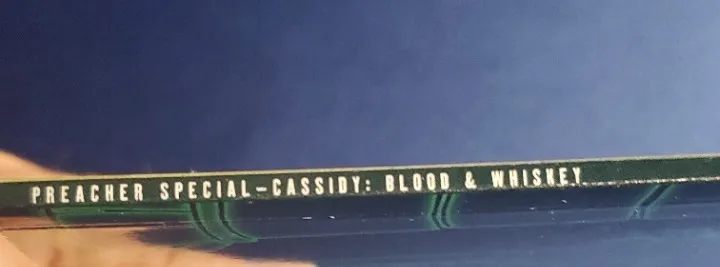 PREACHER SPECIAL-CASSIDY: BLOOD & WHISKEY